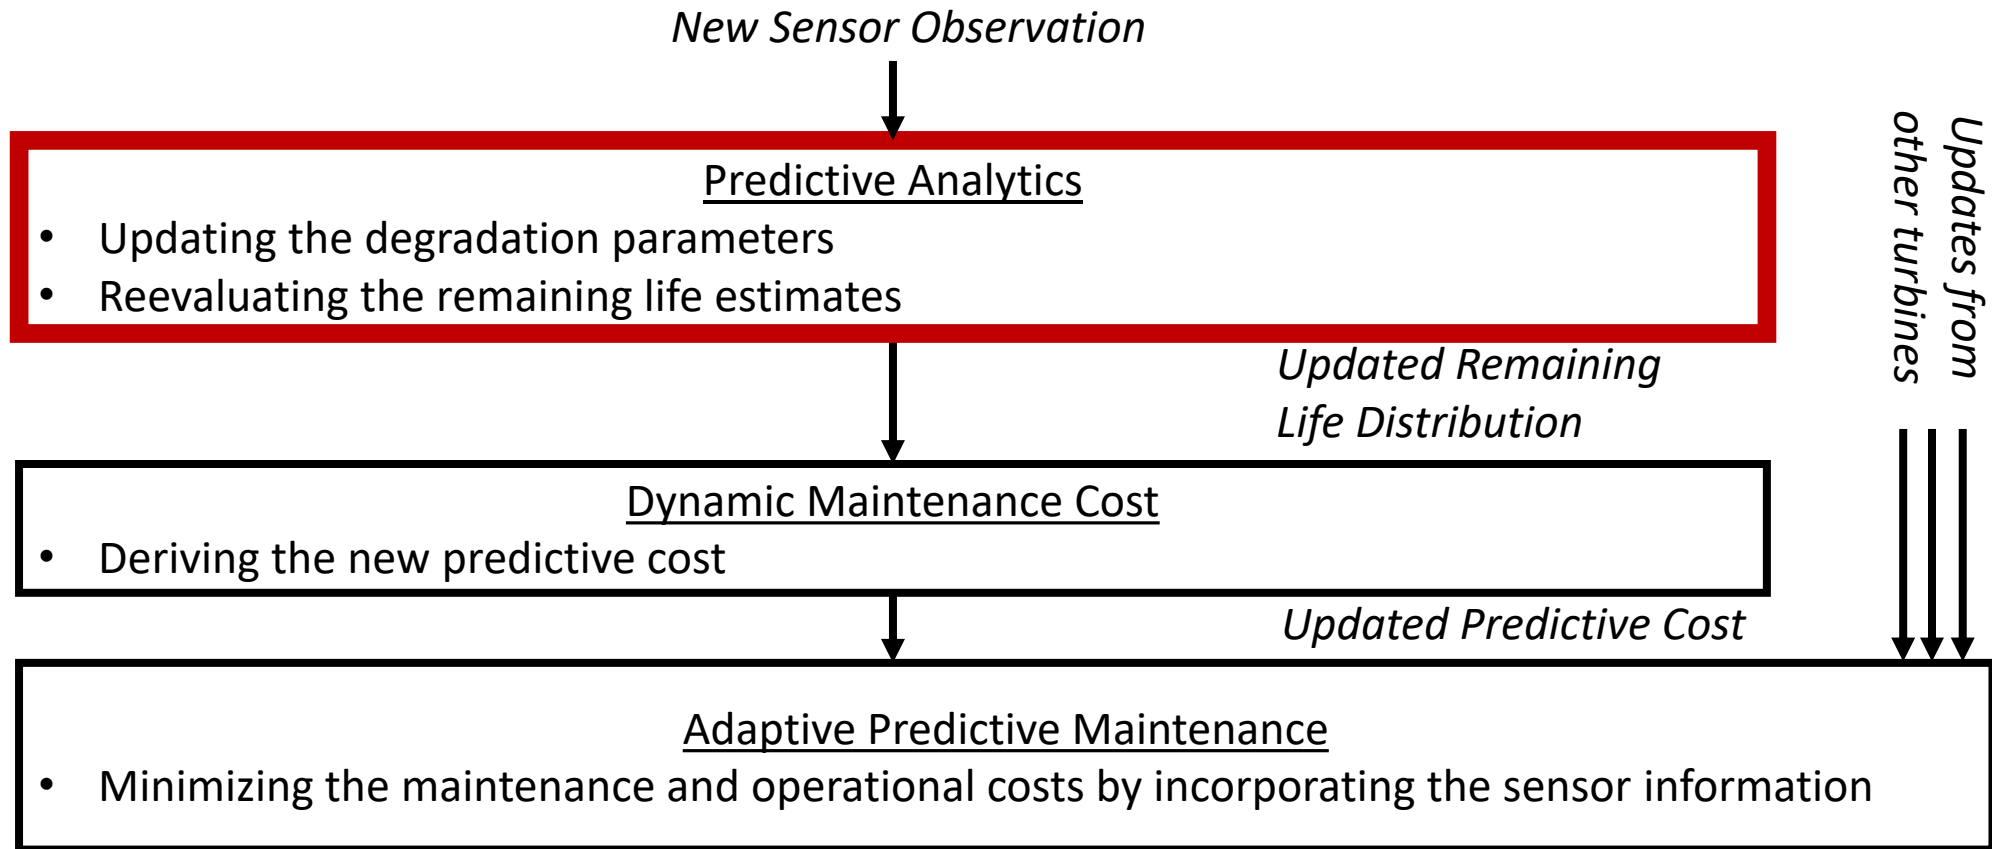 New Sensor Observation
Predictive Analytics
• Updating the degradation parameters
• Reevaluating the remaining life estimates
Updated Remaining
Life Distribution
Dynamic Maintenance Cost
• Deriving the new predictive cost
Updated Predictive Cost
Updates from
other turbines
Adaptive Predictive Maintenance
• Minimizing the maintenance and operational costs by incorporating the sensor information